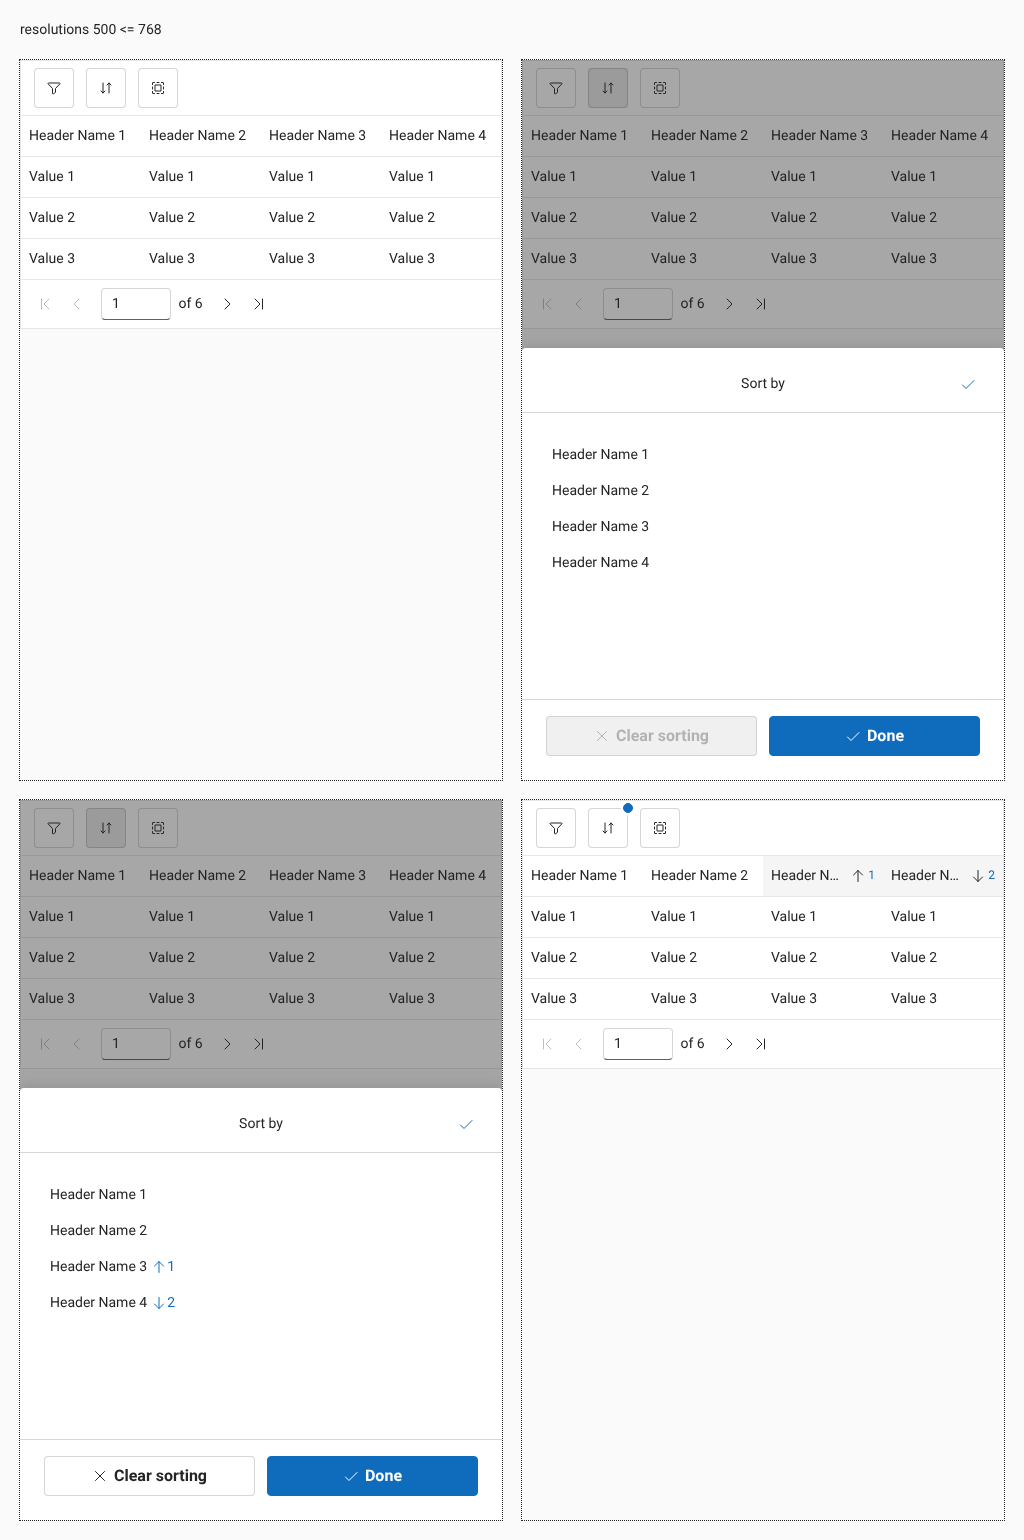 resolutions 500 <= 768
Header Name 1 Header Name 2 Header Name 3 Header Name 4
Value 1 Value 1 Value 1 Value 1
Value 2 Value 2 Value 2 Value 2
Value 3 Value 3 Value 3 Value 3
1 of 6
Header Name 1 Header Name 2 Header Name 3 Header Name 4
Value 1 Value 1 Value 1 Value 1
Value 2 Value 2 Value 2 Value 2
Value 3 Value 3 Value 3 Value 3
1 of 6
Sort by
Header Name 1
Header Name 2
Header Name 3
Header Name 4
Clear sorting Done
Header Name 1 Header Name 2 Header Name 3 Header Name 4
Value 1 Value 1 Value 1 Value 1
Value 2 Value 2 Value 2 Value 2
Value 3 Value 3 Value 3 Value 3
1 of 6
Sort by
Header Name 1
Header Name 2
Header Name 3 ↑1
Header Name 4 ↓2
Clear sorting Done
Header Name 1 Header Name 2 Header N... ↑ 1 Header N... ↓ 2
Value 1 Value 1 Value 1 Value 1
Value 2 Value 2 Value 2 Value 2
Value 3 Value 3 Value 3 Value 3
1 of 6